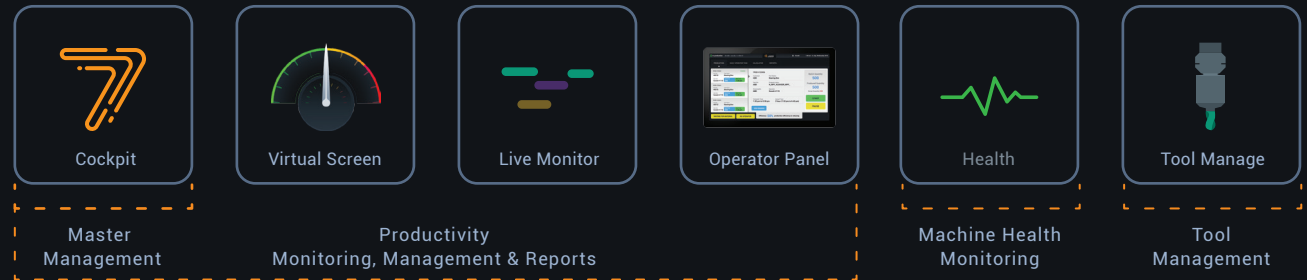 Cockpit
Virtual Screen
Live Monitor
Operator Panel
Health
Tool Manage
Master
Management
Productivity
Monitoring, Management & Reports
Machine Health
Monitoring
Tool
Management